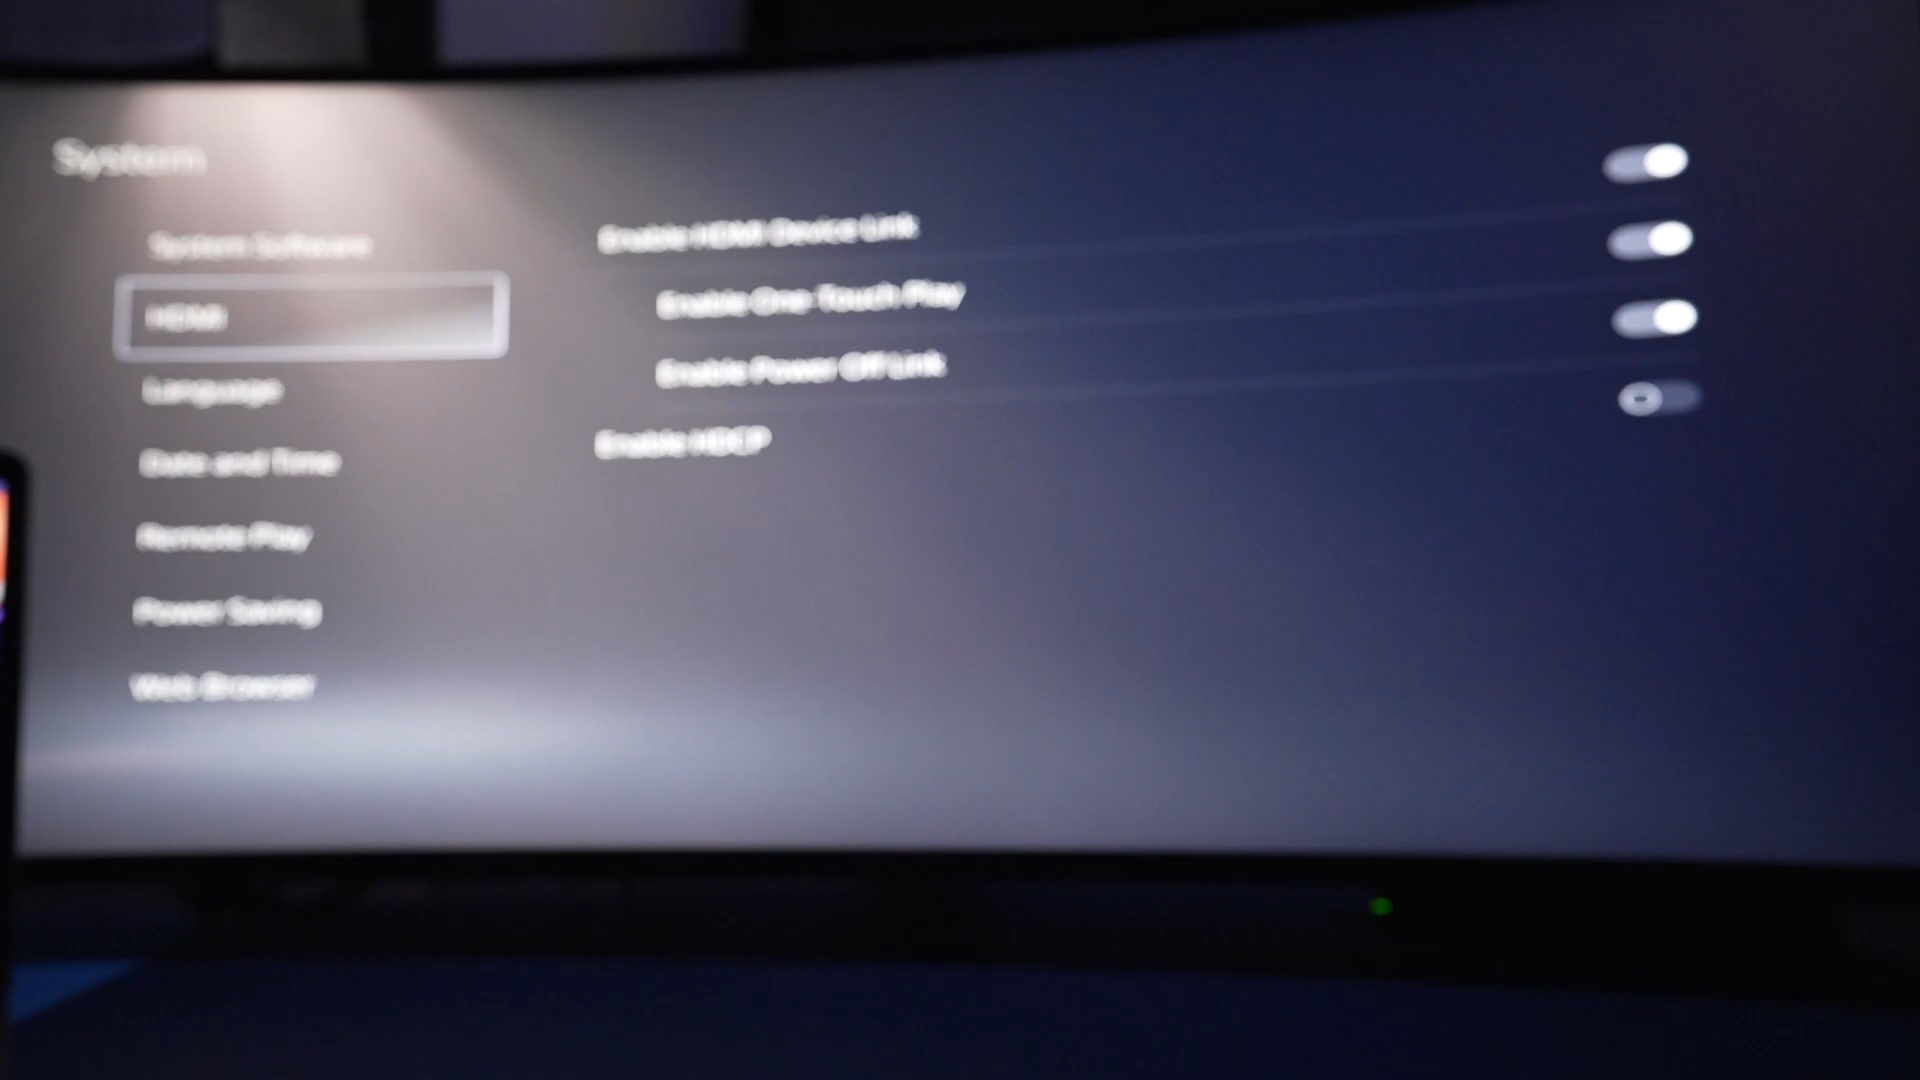 System
System Software
HDMI
Language
Date and Time
Remote Play
Power Saving
Web Browser
Enable HDMI Device Link
Enable One-Touch Play
Enable Power Off Link
Enable HDCP